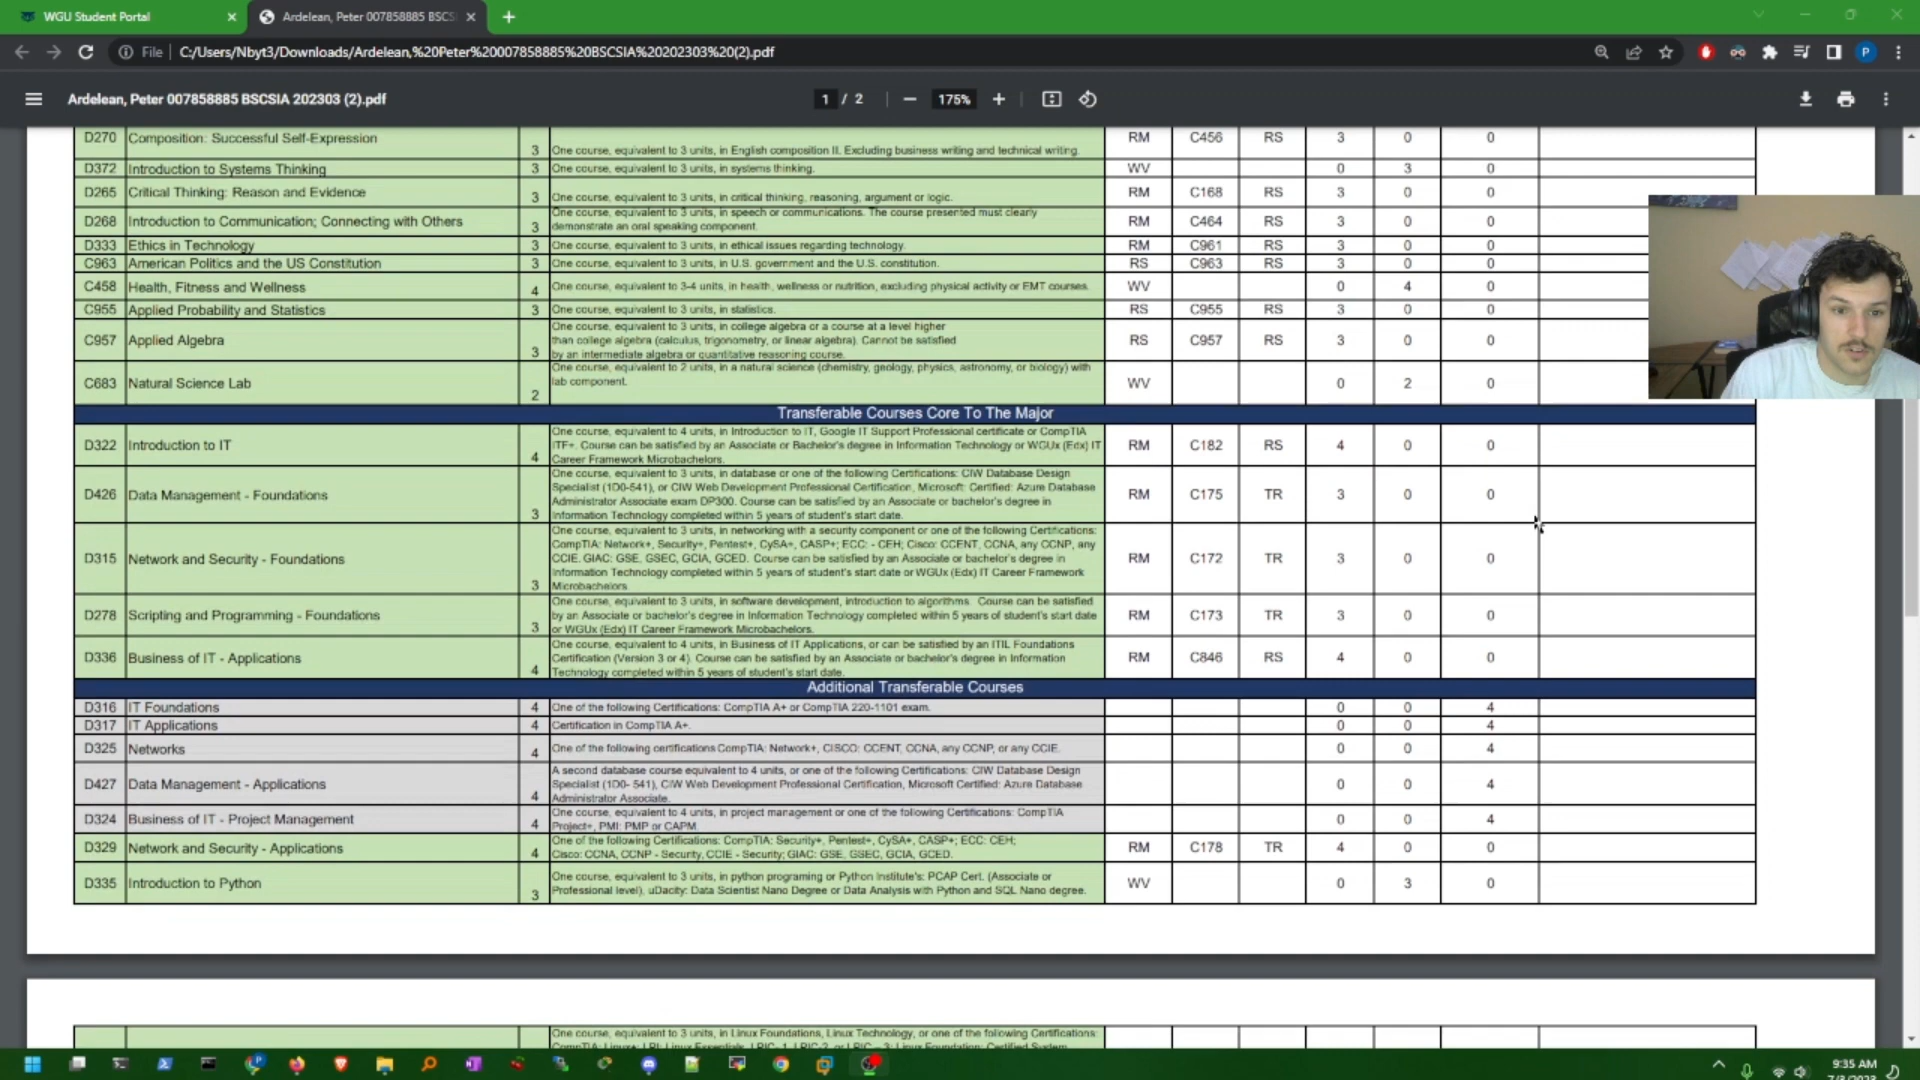 WGU Student Portal
Ardelean, Peter 007858885 BSCS
File C:/Users/Nbyt3/Downloads/Ardelean,%20Peter%20007858885%20BSCSIA%20202303%20(2).pdf
P
Ardelean, Peter 007858885 BSCSIA 202303 (2).pdf
1 / 2
175%
D270 Composition: Successful Self-Expression 3 One course, equivalent to 3 units, in English composition II. Excluding business writing and technical writing. RM C456 RS 3 0 0
D372 Introduction to Systems Thinking 3 One course, equivalent to 3 units, in systems thinking. WV 0 3 0
D265 Critical Thinking: Reason and Evidence 3 One course, equivalent to 3 units, in critical thinking, reasoning, argument or logic. RM C168 RS 3 0 0
D268 Introduction to Communication; Connecting with Others 3 One course, equivalent to 3 units, in speech or communications. The course presented must clearly
demonstrate an oral speaking component. RM C464 RS 3 0 0
D333 Ethics in Technology 3 One course, equivalent to 3 units, in ethical issues regarding technology. RM C961 RS 3 0 0
C963 American Politics and the US Constitution 3 One course, equivalent to 3 units, in U.S. government and the U.S. constitution. RS C963 RS 3 0 0
C458 Health, Fitness and Wellness 4 One course, equivalent to 3-4 units, in health, wellness or nutrition, excluding physical activity or EMT courses. WV 0 4 0
C955 Applied Probability and Statistics 3 One course, equivalent to 3 units, in statistics. RS C955 RS 3 0 0
C957 Applied Algebra 3 One course, equivalent to 3 units, in college algebra or a course at a level higher
than college algebra (calculus, trigonometry, or linear algebra). Cannot be satisfied
by an intermediate algebra or quantitative reasoning course. RS C957 RS 3 0 0
C683 Natural Science Lab 2 One course, equivalent to 2 units, in a natural science (chemistry, geology, physics, astronomy, or biology) with
lab component. WV 0 2 0
Transferable Courses Core To The Major
D322 Introduction to IT 4 One course, equivalent to 4 units, in Introduction to IT, Google IT Support Professional certificate or CompTIA
ITF+. Course can be satisfied by an Associate or Bachelor's degree in Information Technology or WGUx (Edx) IT
Career Framework Microbachelors. RM C182 RS 4 0 0
D426 Data Management - Foundations 3 One course, equivalent to 3 units, in database or one of the following Certifications: CIW Database Design
Specialist (1D0-541), or CIW Web Development Professional Certification, Microsoft: Certified: Azure Database
Administrator Associate exam DP300. Course can be satisfied by an Associate or bachelor's degree in
Information Technology completed within 5 years of student's start date. RM C175 TR 3 0 0
D315 Network and Security - Foundations 3 One course, equivalent to 3 units, in networking with a security component or one of the following Certifications:
CompTIA: Network+, Security+, Pentest+, CySA+, CASP+; ECC: - CEH; Cisco: CCENT, CCNA, any CCNP, any
CCIE. GIAC: GSE, GSEC, GCIA, GCED. Course can be satisfied by an Associate or bachelor's degree in
Information Technology completed within 5 years of student's start date or WGUx (Edx) IT Career Framework
Microbachelors RM C172 TR 3 0 0
D278 Scripting and Programming - Foundations 3 One course, equivalent to 3 units, in software development, introduction to algorithms. Course can be satisfied
by an Associate or bachelor's degree in Information Technology completed within 5 years of student's start date
or WGUx (Edx) IT Career Framework Microbachelors. RM C173 TR 3 0 0
D336 Business of IT - Applications 4 One course, equivalent to 4 units, in Business of IT Applications, or can be satisfied by an ITIL Foundations
Certification (Version 3 or 4). Course can be satisfied by an Associate or bachelor's degree in Information
Technology completed within 5 years of student's start date. RM C846 RS 4 0 0
Additional Transferable Courses
D316 IT Foundations 4 One of the following Certifications: CompTIA A+ or CompTIA 220-1101 exam. 0 0 4
D317 IT Applications 4 Certification in CompTIA A+. 0 0 4
D325 Networks 4 One of the following certifications CompTIA: Network+, CISCO: CCENT, CCNA, any CCNP, or any CCIE. 0 0 4
D427 Data Management - Applications 4 A second database course equivalent to 4 units, or one of the following Certifications: CIW Database Design
Specialist (1D0- 541), CIW Web Development Professional Certification, Microsoft Certified: Azure Database
Administrator Associate. 0 0 4
D324 Business of IT - Project Management 4 One course, equivalent to 4 units, in project management or one of the following Certifications: CompTIA
Project+, PMI: PMP or CAPM. 0 0 4
D329 Network and Security - Applications 4 One of the following Certifications: CompTIA: Security+, Pentest+, CySA+, CASP+; ECC: CEH;
Cisco: CCNA, CCNP - Security, CCIE - Security; GIAC: GSE, GSEC, GCIA, GCED. RM C178 TR 4 0 0
D335 Introduction to Python 3 One course, equivalent to 3 units, in python programing or Python Institute's: PCAP Cert. (Associate or
Professional level), uDacity: Data Scientist Nano Degree or Data Analysis with Python and SQL Nano degree. WV 0 3 0
One course, equivalent to 3 units, in Linux Foundations, Linux Technology, or one of the following Certifications:
9:35 AM